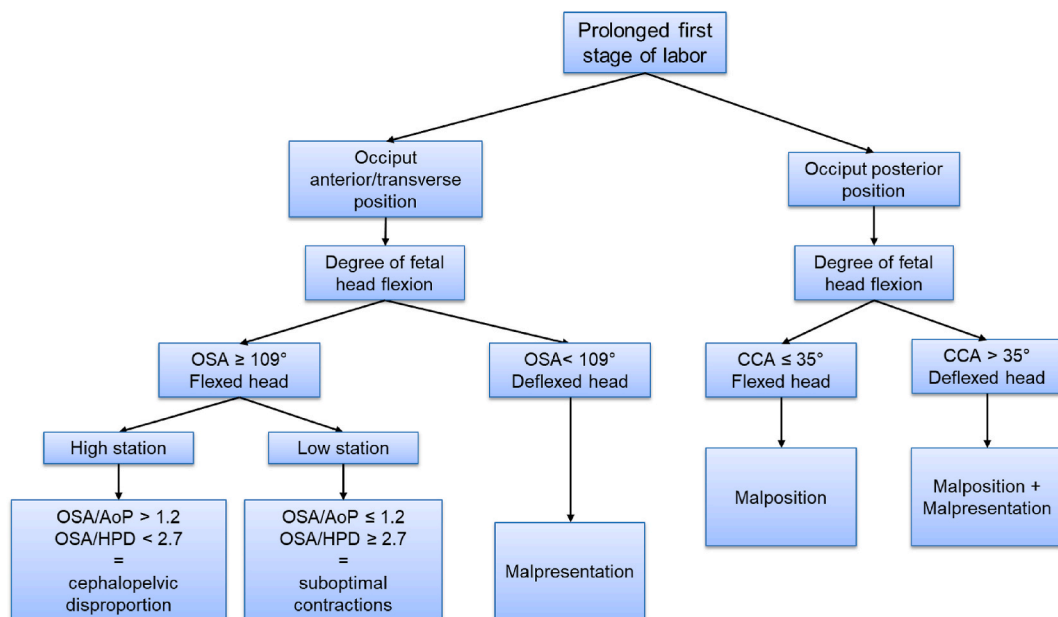 Prolonged first
stage of labor
Occiput
anterior/transverse
position
Occiput posterior
position
Degree of fetal
head flexion
Degree of fetal
head flexion
OSA ≥ 109°
Flexed head
OSA< 109°
Deflexed head
CCA ≤ 35°
Flexed head
CCA > 35°
Deflexed head
High station
Low station
OSA/AoP > 1.2
OSA/HPD < 2.7
=
cephalopelvic
disproportion
OSA/AoP ≤ 1.2
OSA/HPD ≥ 2.7
=
suboptimal
contractions
Malpresentation
Malposition
Malposition +
Malpresentation